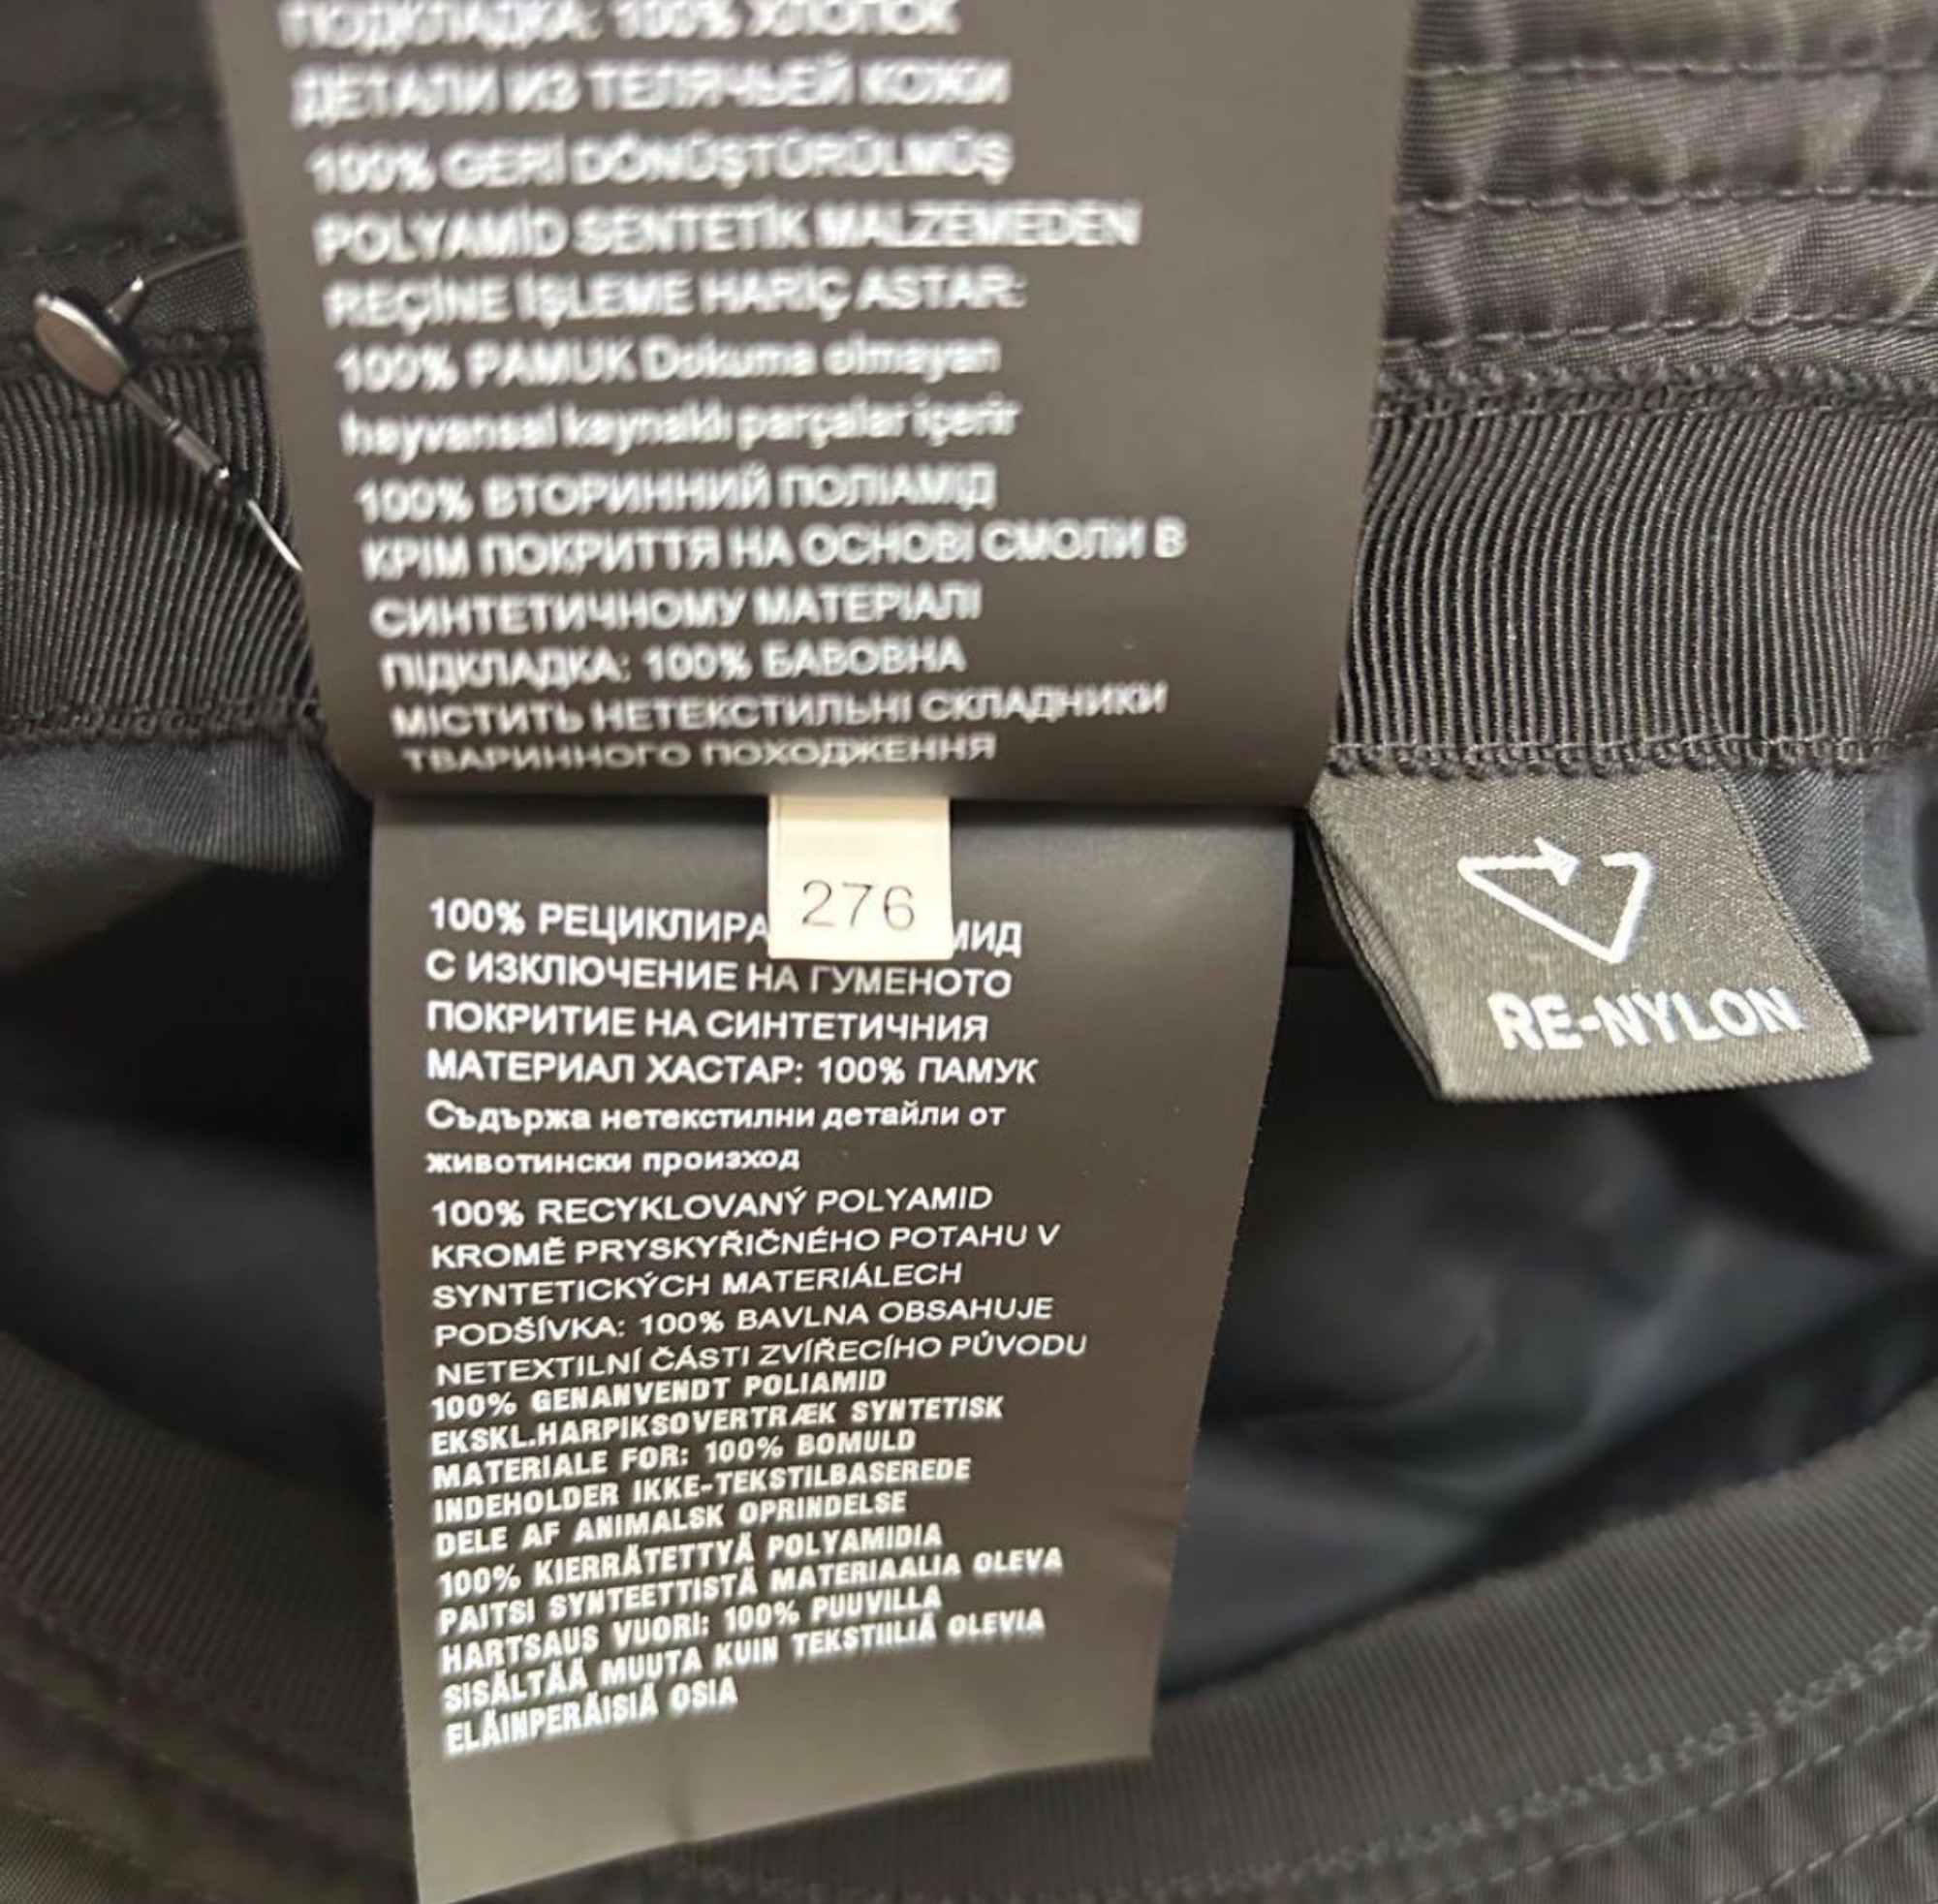 ПОДКЛАДКА: 100% ХЛОПОК
ДЕТАЛИ ИЗ ТЕЛЯЧЬЕЙ КОЖИ
100% GERİ DÖNÜŞTÜRÜLMÜŞ
POLYAMİD SENTETİK MALZEMEDEN
REÇİNE İŞLEME HARİÇ ASTAR:
100% PAMUK Dokuma olmayan
hayvansal kaynaklı parçalar içerir
100% ВТОРИННИЙ ПОЛІАМІД
КРІМ ПОКРИТТЯ НА ОСНОВІ СМОЛИ В
СИНТЕТИЧНОМУ МАТЕРІАЛІ
ПІДКЛАДКА: 100% БАВОВНА
МІСТИТЬ НЕТЕКСТИЛЬНІ СКЛАДНИКИ
ТВАРИННОГО ПОХОДЖЕННЯ
276
100% РЕЦИКЛИРА МИД
С ИЗКЛЮЧЕНИЕ НА ГУМЕНОТО
ПОКРИТИЕ НА СИНТЕТИЧНИЯ
МАТЕРИАЛ ХАСТАР: 100% ПАМУК
Съдържа нетекстилни детайли от
животински произход
100% RECYKLOVANÝ POLYAMID
KROMĚ PRYSKYŘIČNÉHO POTAHU V
SYNTETICKÝCH MATERIÁLECH
PODŠÍVKA: 100% BAVLNA OBSAHUJE
NETEXTILNÍ ČÁSTI ZVÍŘECÍHO PŮVODU
100% GENANVENDT POLIAMID
EKSKL.HARPIKSOVERTRÆK SYNTETISK
MATERIALE FOR: 100% BOMULD
INDEHOLDER IKKE-TEKSTILBASEREDE
DELE AF ANIMALSK OPRINDELSE
100% KIERRÄTETTYÄ POLYAMIDIA
PAITSI SYNTEETTISTÄ MATERIAALIA OLEVA
HARTSAUS VUORI: 100% PUUVILLA
SISÄLTÄÄ MUUTA KUIN TEKSTIILIÄ OLEVIA
ELÄINPERÄISIÄ OSIA
RE-NYLON